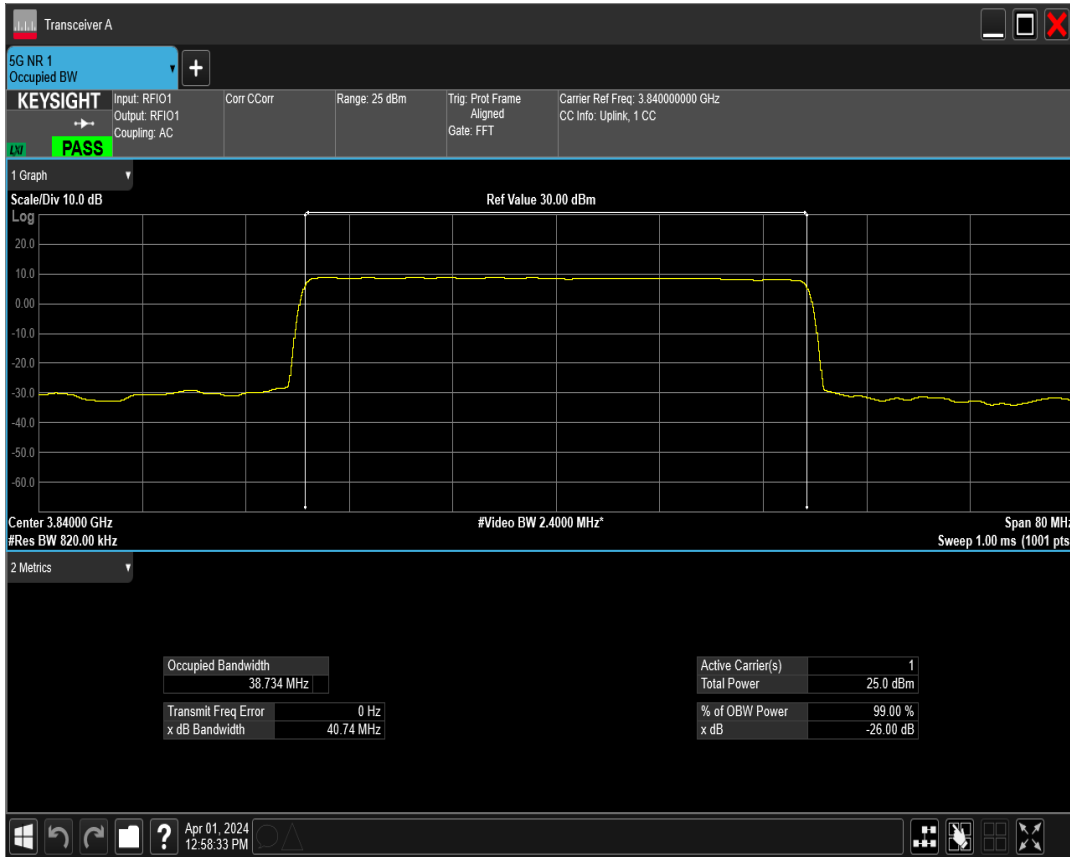 Transceiver A
5G NR 1
Occupied BW
KEYSIGHT
LXI
PASS
Input: RFIO1
Output: RFIO1
Coupling: AC
Corr CCorr
Range: 25 dBm
Trig: Prot Frame
Aligned
Gate: FFT
Carrier Ref Freq: 3.840000000 GHz
CC Info: Uplink, 1 CC
1 Graph
Scale/Div 10.0 dB
Ref Value 30.00 dBm
Log
20.0
10.0
0.00
-10.0
-20.0
-30.0
-40.0
-50.0
-60.0
Center 3.84000 GHz
#Video BW 2.4000 MHz*
Span 80 MHz
#Res BW 820.00 kHz
Sweep 1.00 ms (1001 pts
2 Metrics
Occupied Bandwidth
38.734 MHz
Transmit Freq Error 0 Hz
x dB Bandwidth 40.74 MHz
Active Carrier(s) 1
Total Power 25.0 dBm
% of OBW Power 99.00 %
x dB -26.00 dB
?
Apr 01, 2024
12:58:33 PM